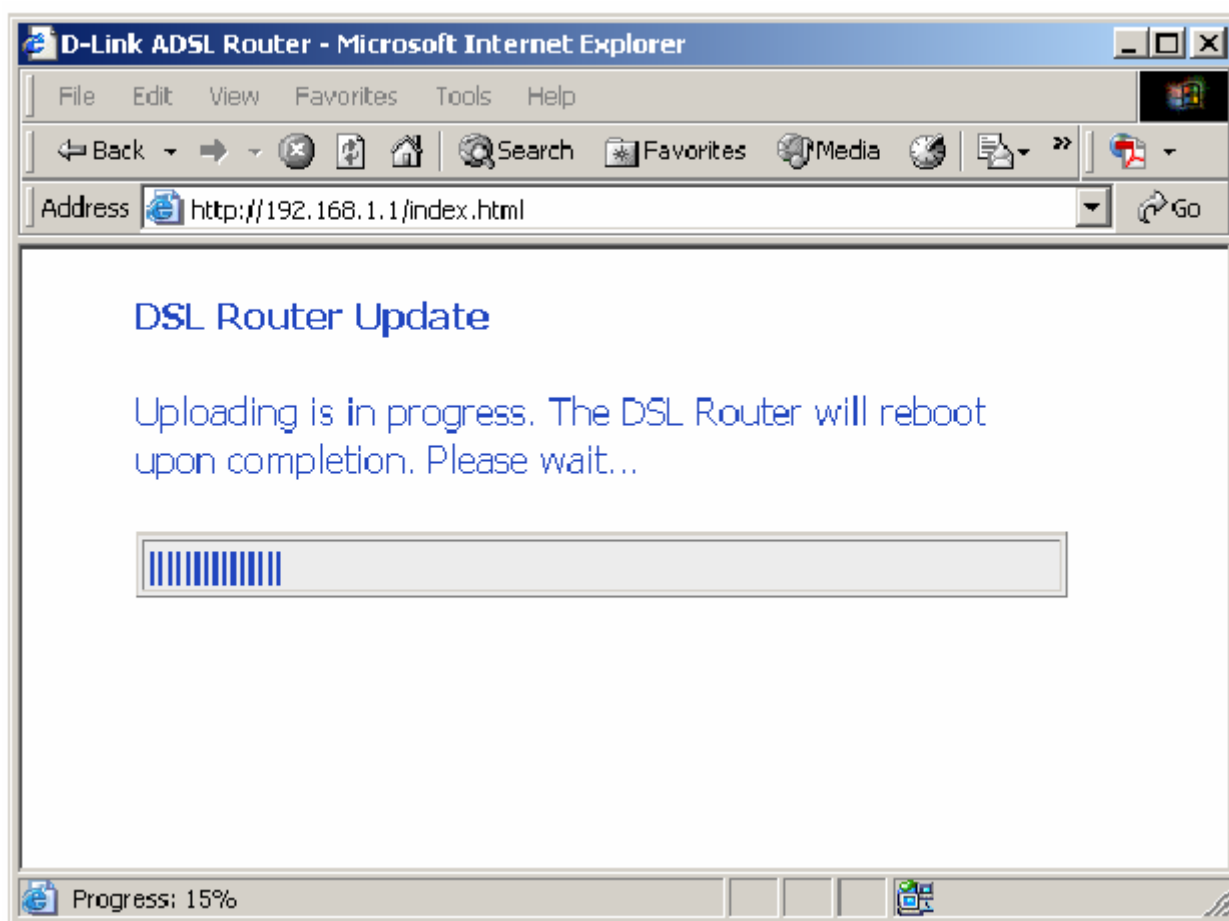 D-Link ADSL Router - Microsoft Internet Explorer
File Edit View Favorites Tools Help
Back Search Favorites Media »
Address http://192.168.1.1/index.html Go
DSL Router Update
Uploading is in progress. The DSL Router will reboot
upon completion. Please wait...
Progress: 15%